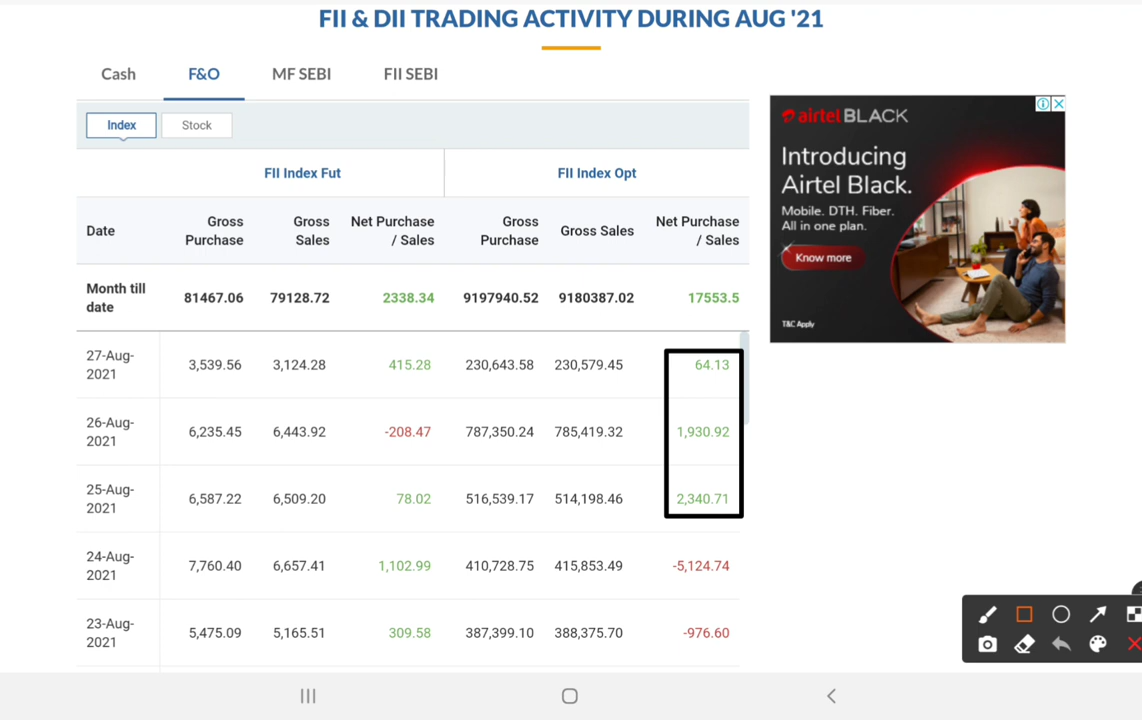 FII & DII TRADING ACTIVITY DURING AUG '21
Cash F&O MF SEBI FII SEBI
Index Stock
FII Index Fut FII Index Opt
Date Gross Purchase Gross Sales Net Purchase / Sales Gross Purchase Gross Sales Net Purchase / Sales
Month till date 81467.06 79128.72 2338.34 9197940.52 9180387.02 17553.5
27-Aug-2021 3,539.56 3,124.28 415.28 230,643.58 230,579.45 64.13
26-Aug-2021 6,235.45 6,443.92 -208.47 787,350.24 785,419.32 1,930.92
25-Aug-2021 6,587.22 6,509.20 78.02 516,539.17 514,198.46 2,340.71
24-Aug-2021 7,760.40 6,657.41 1,102.99 410,728.75 415,853.49 -5,124.74
23-Aug-2021 5,475.09 5,165.51 309.58 387,399.10 388,375.70 -976.60
airtel BLACK
Introducing
Airtel Black.
Mobile. DTH. Fiber.
All in one plan.
Know more
T&C Apply